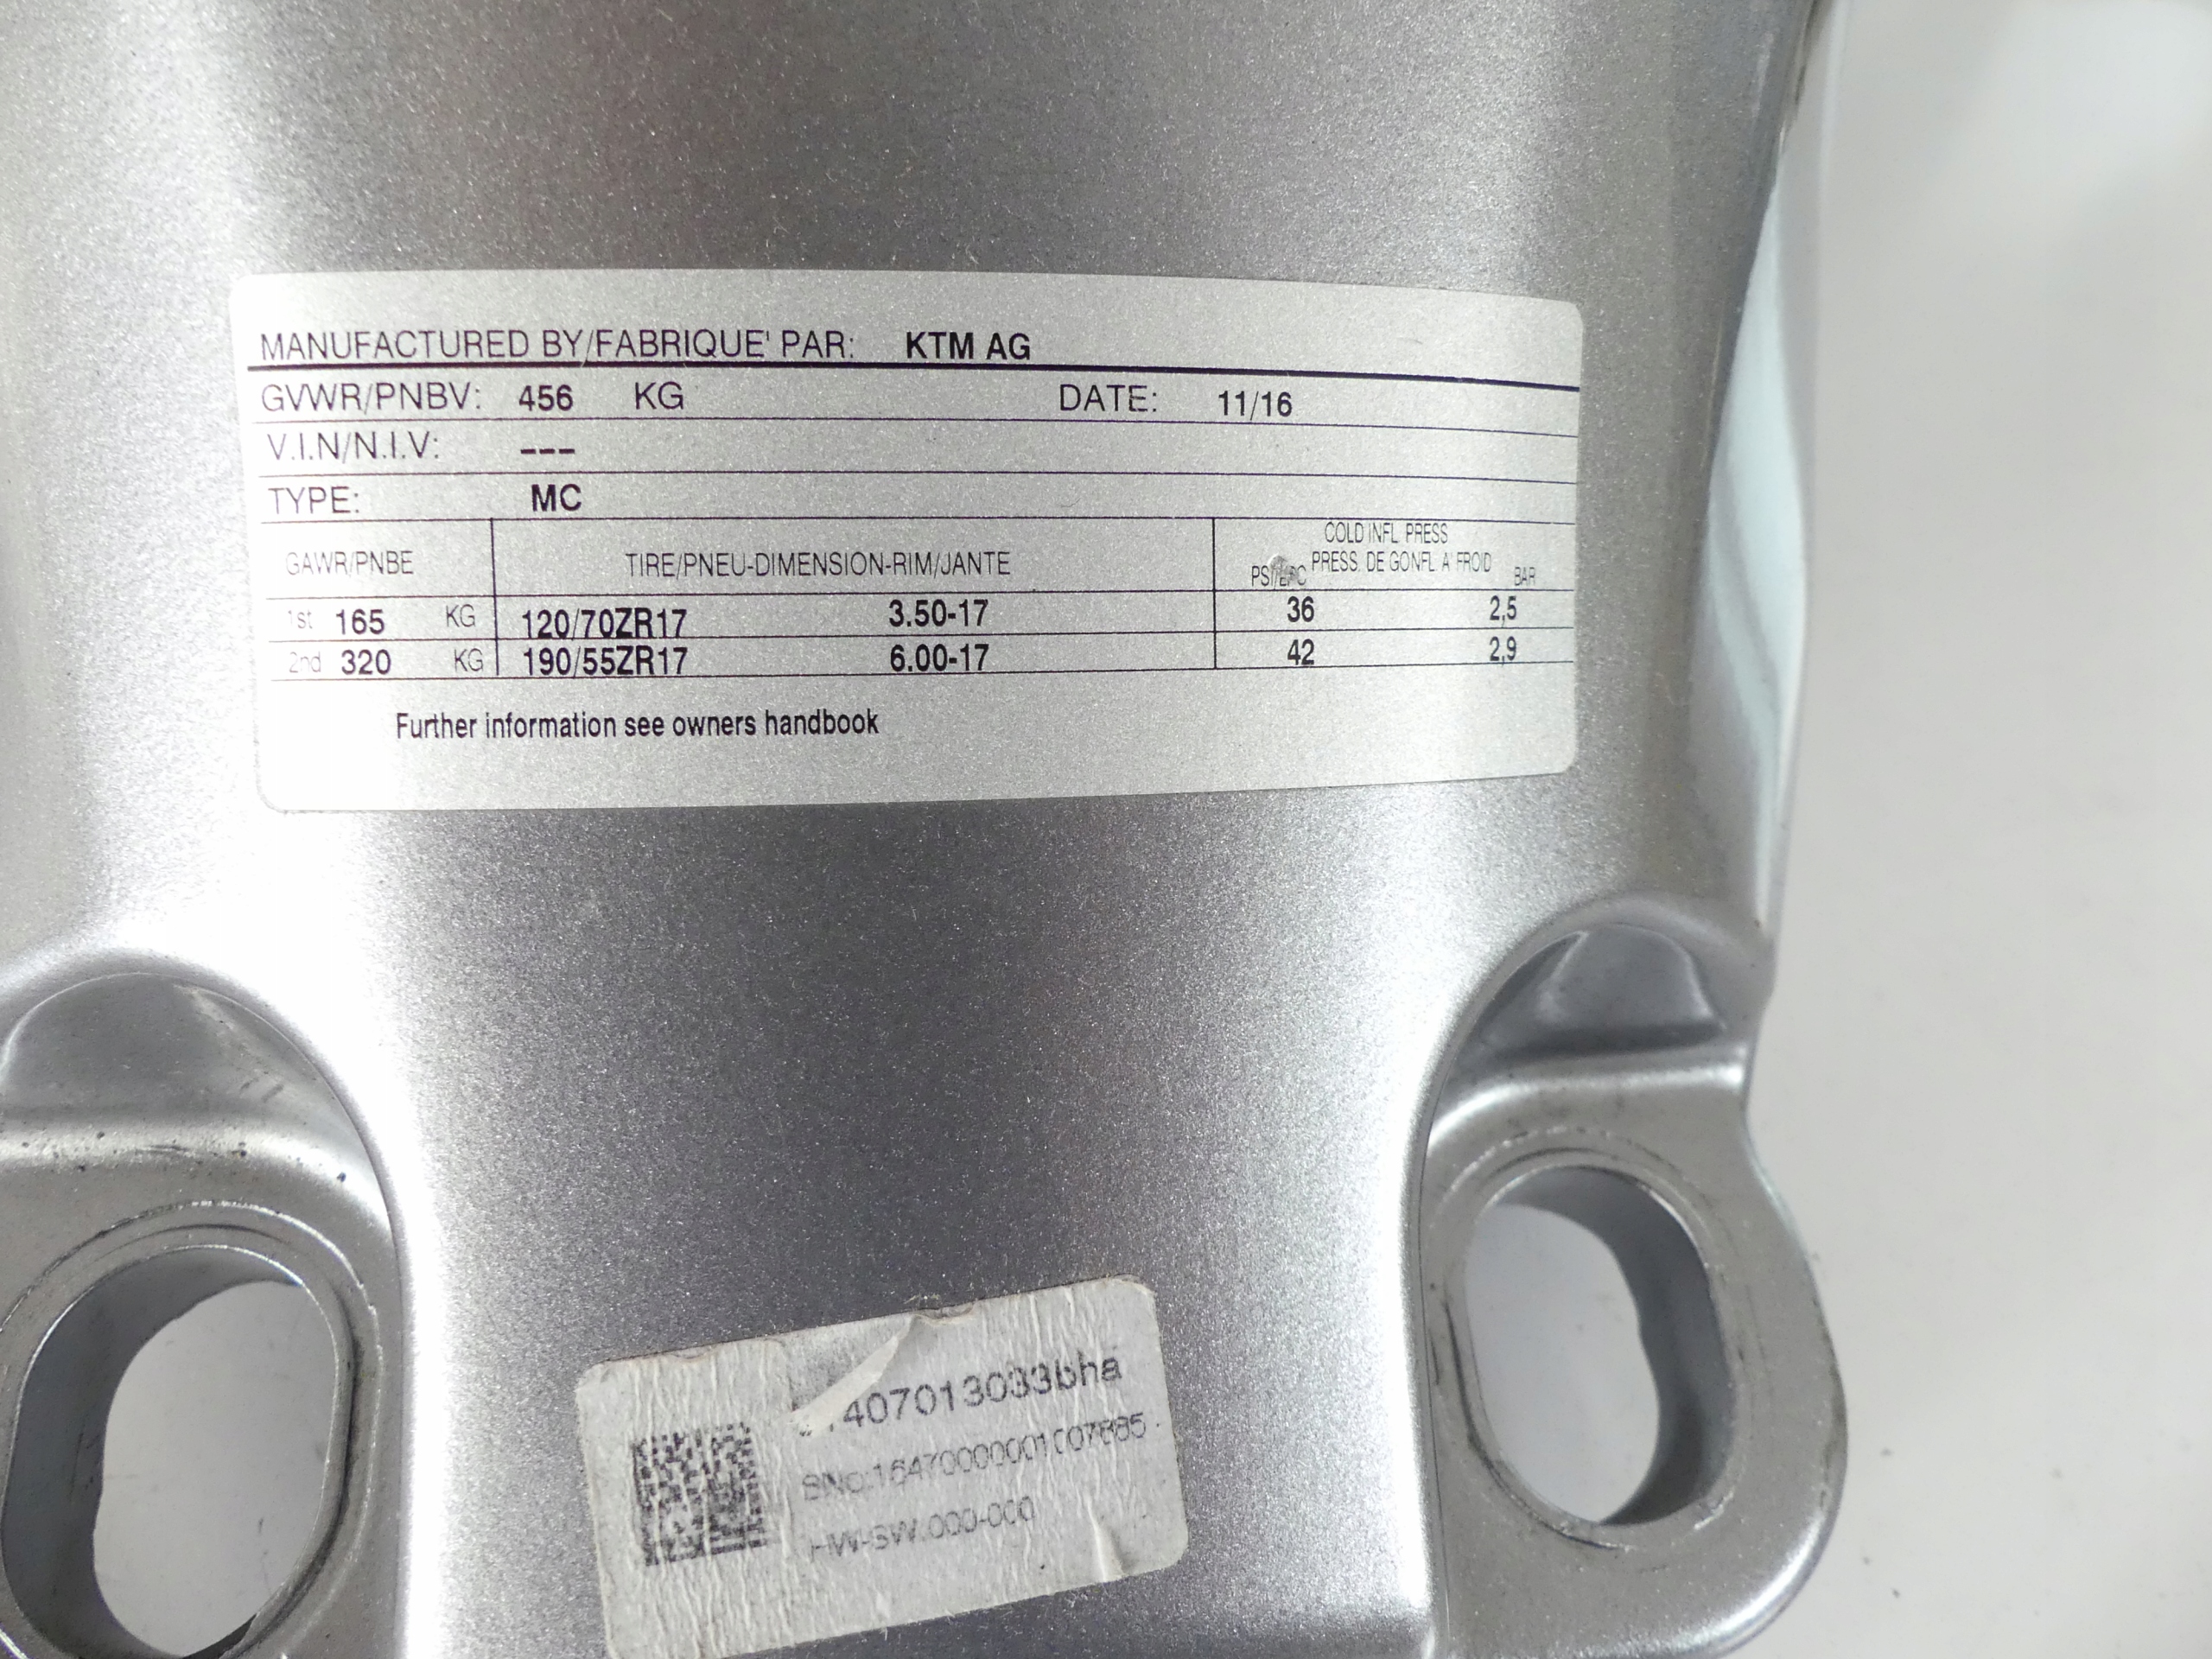 MANUFACTURED BY/FABRIQUE' PAR: KTM AG
GVWR/PNBV: 456 KG DATE: 11/16
V.I.N/N.I.V: ---
TYPE: MC
GAWR/PNBE TIRE/PNEU-DIMENSION-RIM/JANTE COLD INFL PRESS
PRESS. DE GONFL A' FROID
BAR
1st 165 KG 120/70ZR17 3.50-17 36 2,5
2nd 320 KG 190/55ZR17 6.00-17 42 2,9
Further information see owners handbook
HW-SW.000-000